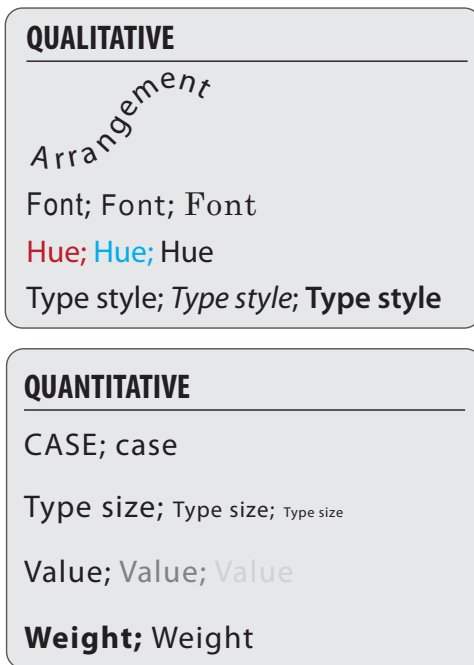 QUALITATIVE
Arrangement
Font; Font; Font
Hue; Hue; Hue
Type style; Type style; Type style
QUANTITATIVE
CASE; case
Type size; Type size; Type size
Value; Value; Value
Weight; Weight